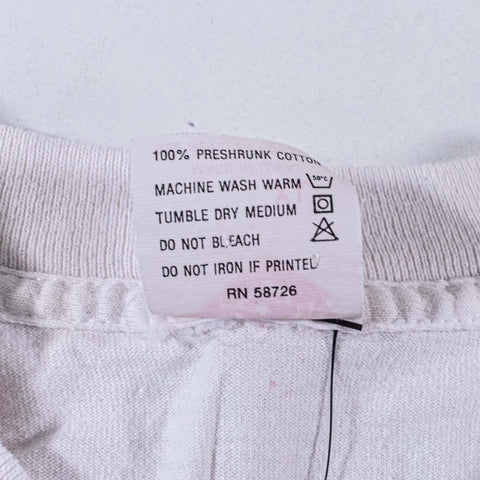 100% PRESHRUNK COTTON
MACHINE WASH WARM 50°C
TUMBLE DRY MEDIUM
DO NOT BLEACH
DO NOT IRON IF PRINTED
RN 58726